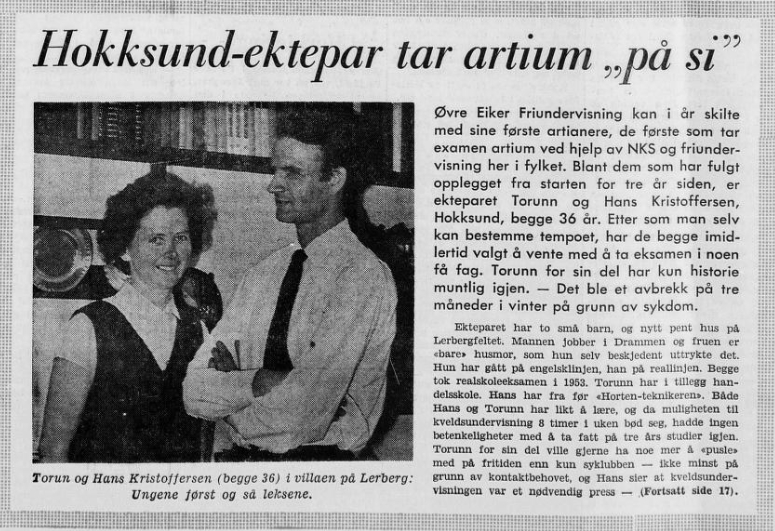 Hokksund-ektepar tar artium „på si”
Øvre Eiker Friundervisning kan i år skilte
med sine første artianere, de første som tar
examen artium ved hjelp av NKS og friunder-
visning her i fylket. Blant dem som har fulgt
opplegget fra starten for tre år siden, er
ekteparet Torunn og Hans Kristoffersen,
Hokksund, begge 36 år. Etter som man selv
kan bestemme tempoet, har de begge imid-
lertid valgt å vente med å ta eksamen i noen
få fag. Torunn for sin del har kun historie
muntlig igjen. — Det ble et avbrekk på tre
måneder i vinter på grunn av sykdom.
Ekteparet har to små barn, og nytt pent hus på
Lerbergfeltet. Mannen jobber i Drammen og fruen er
«bare» husmor, som hun selv beskjedent uttrykte det.
Hun har gått på engelsklinjen, han på reallinjen. Begge
tok realskoleeksamen i 1953. Torunn har i tillegg han-
delsskole. Hans har fra før «Horten-teknikeren». Både
Hans og Torunn har likt å lære, og da muligheten til
kveldsundervisning 8 timer i uken bød seg, hadde ingen
betenkeligheter med å ta fatt på tre års studier igjen.
Torunn for sin del ville gjerne ha noe mer å «pusle»
med på fritiden enn kun syklubben — ikke minst på
grunn av kontaktbehovet, og Hans sier at kveldsunder-
visningen var et nødvendig press — (Fortsatt side 17).
Torun og Hans Kristoffersen (begge 36) i villaen på Lerberg:
Ungene først og så leksene.